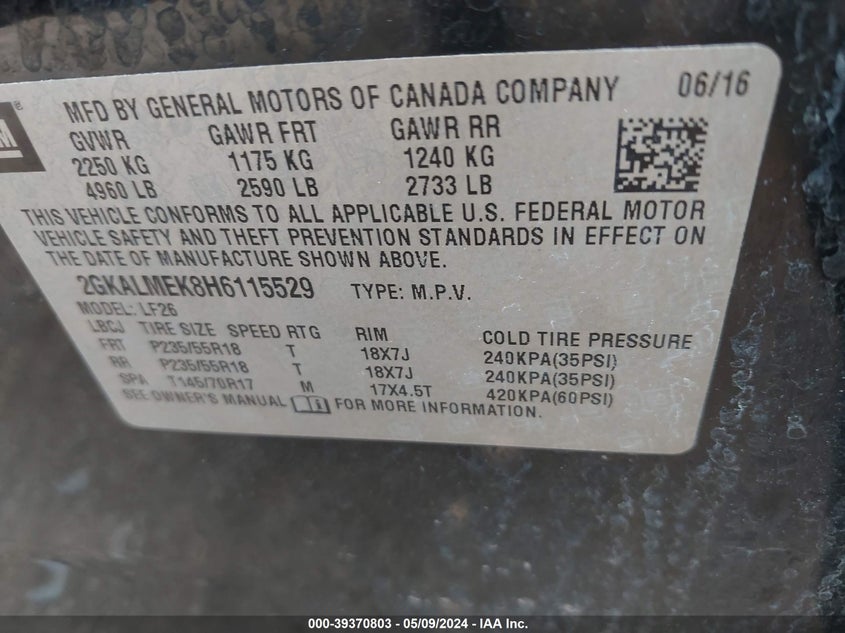 GM ®
MFD BY GENERAL MOTORS OF CANADA COMPANY 06/16
GVWR GAWR FRT GAWR RR
2250 KG 1175 KG 1240 KG
4960 LB 2590 LB 2733 LB
THIS VEHICLE CONFORMS TO ALL APPLICABLE U.S. FEDERAL MOTOR
VEHICLE SAFETY AND THEFT PREVENTION STANDARDS IN EFFECT ON
THE DATE OF MANUFACTURE SHOWN ABOVE.
2GKALMEK8H6115529 TYPE: M.P.V.
MODEL: LF26
LBCJ TIRE SIZE SPEED RTG RIM COLD TIRE PRESSURE
FRT P235/55R18 T 18X7J 240KPA(35PSI)
RR P235/55R18 T 18X7J 240KPA(35PSI)
SPA T145/70R17 M 17X4.5T 420KPA(60PSI)
SEE OWNER'S MANUAL FOR MORE INFORMATION.
000-39370803 - 05/09/2024 - IAA Inc.